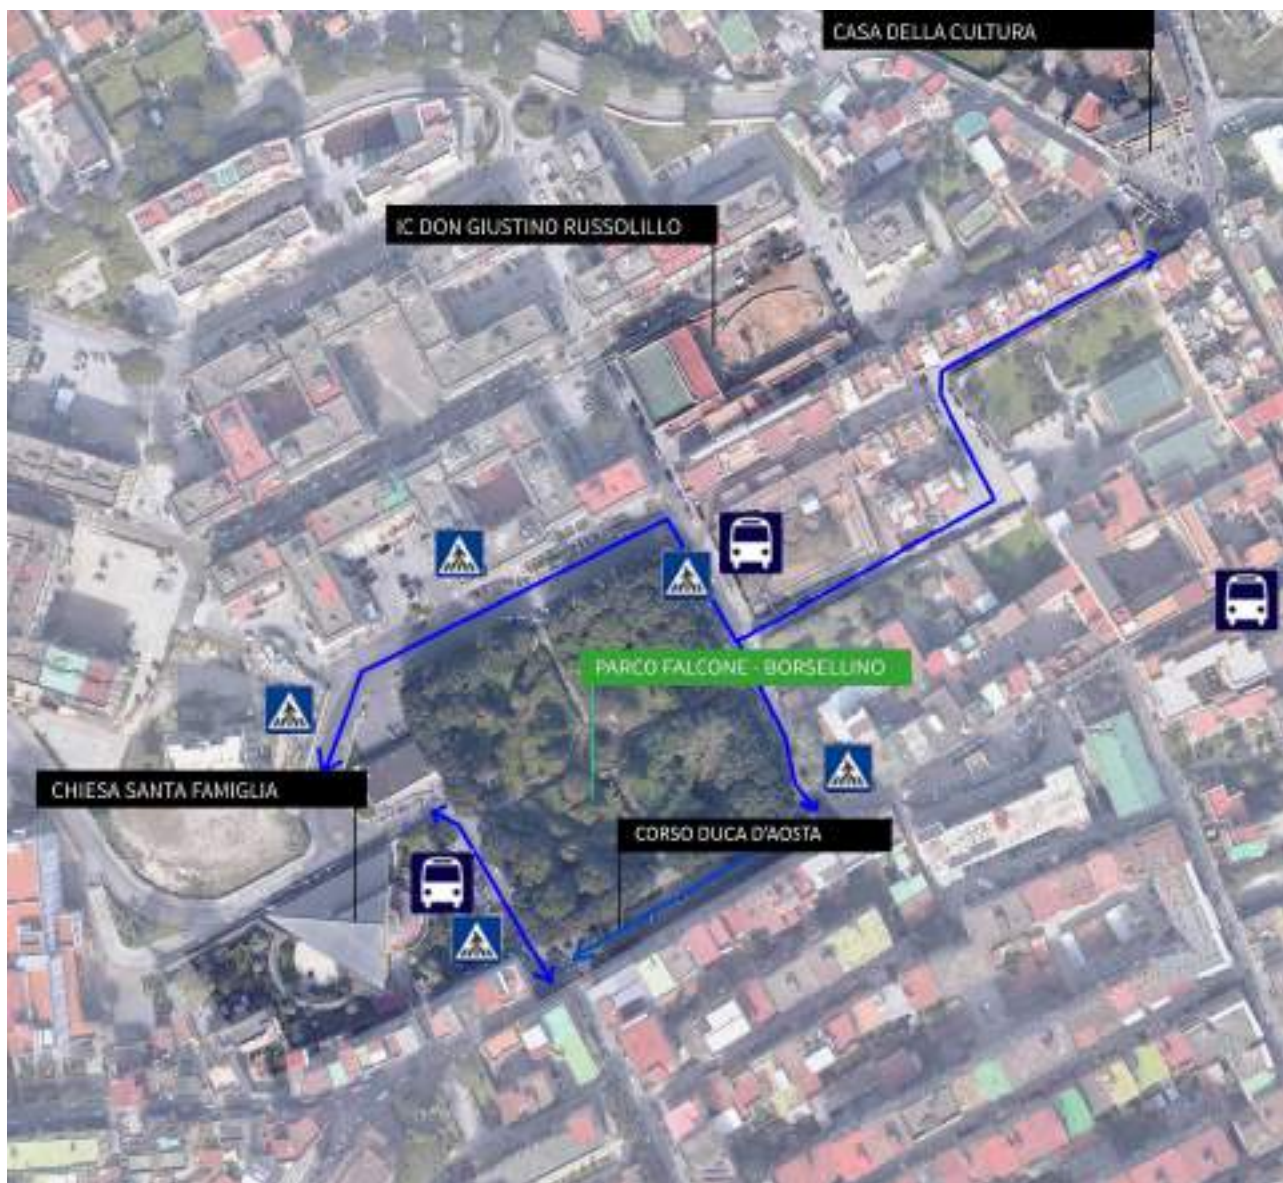 CASA DELLA CULTURA
IC DON GIUSTINO RUSSOLILLO
PARCO FALCONE - BORSELLINO
CHIESA SANTA FAMIGLIA
CORSO DUCA D'AOSTA